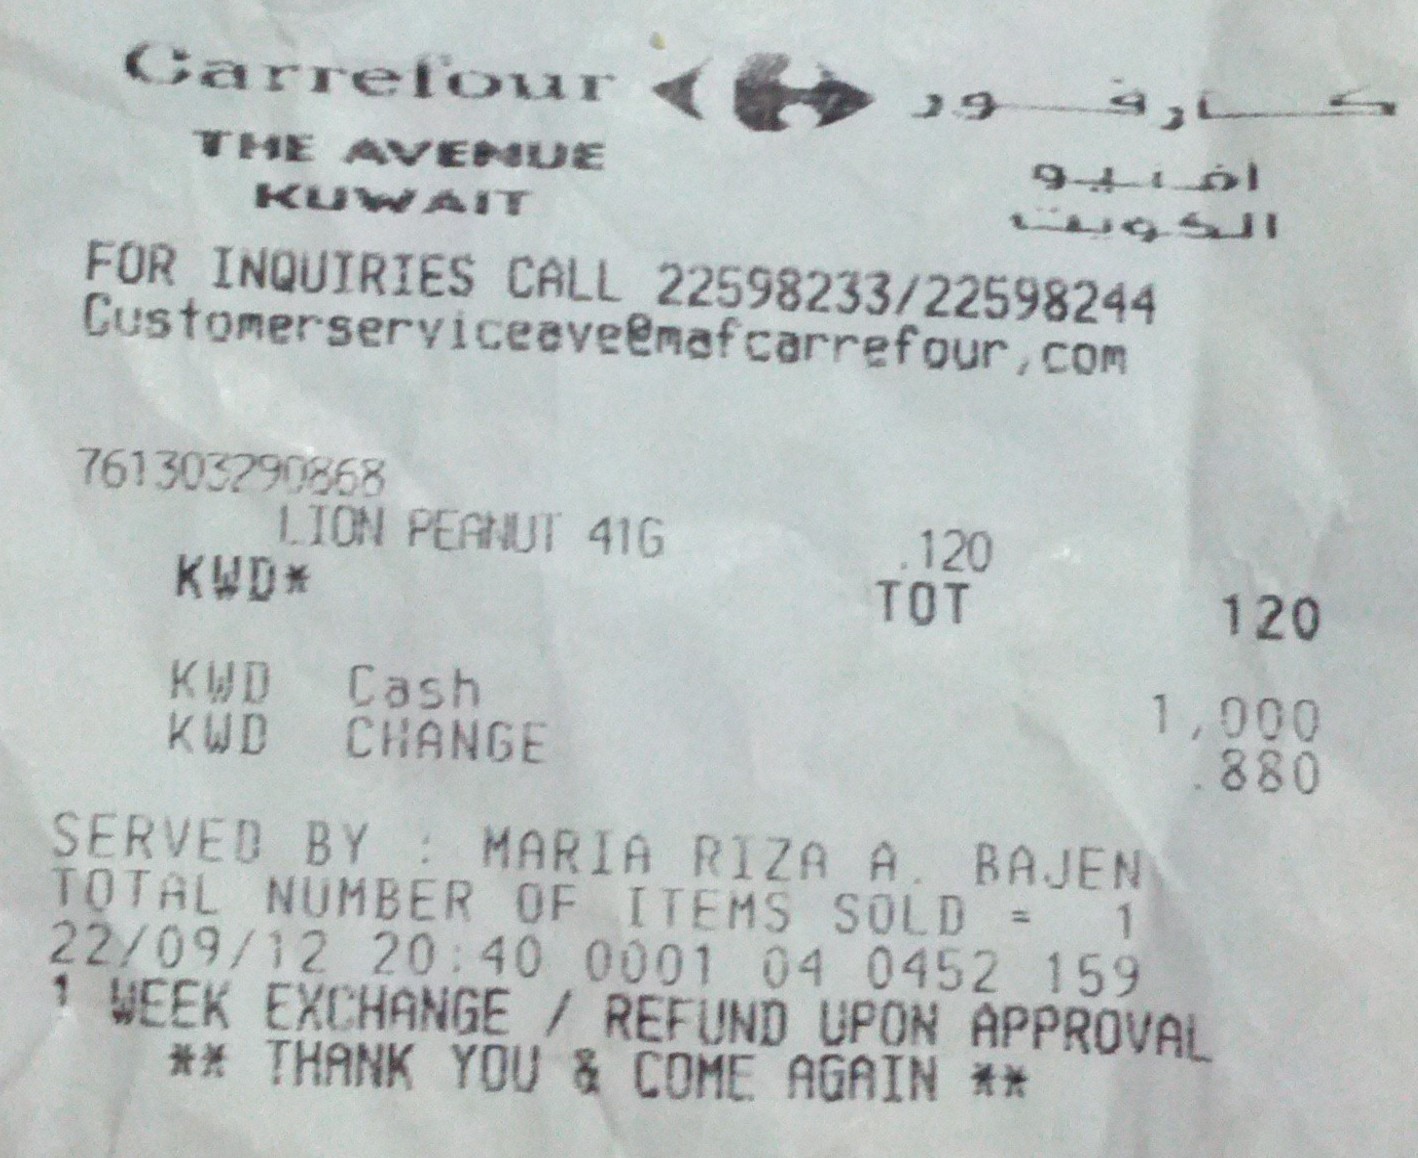 Carrefour كارفور
THE AVENUE افنيو
KUWAIT الكويت
FOR INQUIRIES CALL 22598233/22598244
Customerserviceave@mafcarrefour.com
761303290868
LION PEANUT 41G .120
KWD* TOT 120
KWD Cash 1,000
KWD CHANGE .880
SERVED BY : MARIA RIZA A. BAJEN
TOTAL NUMBER OF ITEMS SOLD = 1
22/09/12 20:40 0001 04 0452 159
1 WEEK EXCHANGE / REFUND UPON APPROVAL
** THANK YOU & COME AGAIN **